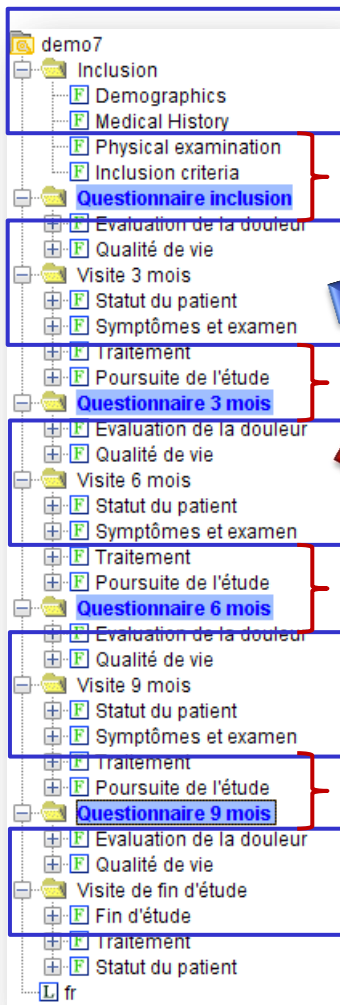 demo7
Inclusion
F Demographics
F Medical History
F Physical examination
F Inclusion criteria
Questionnaire inclusion
F Evaluation de la douleur
F Qualité de vie
Visite 3 mois
F Statut du patient
F Symptômes et examen
F Traitement
F Poursuite de l'étude
Questionnaire 3 mois
F Evaluation de la douleur
F Qualité de vie
Visite 6 mois
F Statut du patient
F Symptômes et examen
F Traitement
F Poursuite de l'étude
Questionnaire 6 mois
F Evaluation de la douleur
F Qualité de vie
Visite 9 mois
F Statut du patient
F Symptômes et examen
F Traitement
F Poursuite de l'étude
Questionnaire 9 mois
F Evaluation de la douleur
F Qualité de vie
Visite de fin d'étude
F Fin d'étude
F Traitement
F Statut du patient
L fr